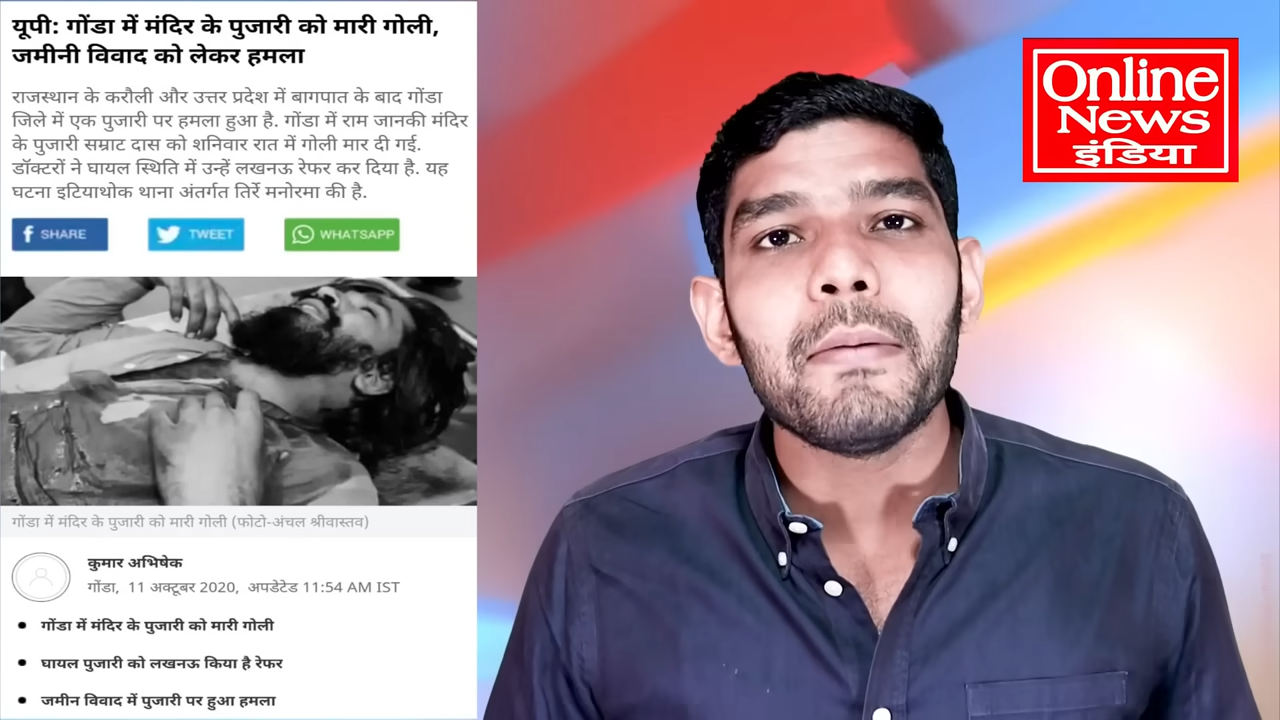 यूपी: गोंडा में मंदिर के पुजारी को मारी गोली,
जमीनी विवाद को लेकर हमला
राजस्थान के करौली और उत्तर प्रदेश में बागपत के बाद गोंडा
जिले में एक पुजारी पर हमला हुआ है. गोंडा में राम जानकी मंदिर
के पुजारी सम्राट दास को शनिवार रात में गोली मार दी गई.
डॉक्टरों ने घायल स्थिति में उन्हें लखनऊ रेफर कर दिया है. यह
घटना इटियाथोक थाना अंतर्गत तिर्रे मनोरमा की है.
SHARE
TWEET
WHATSAPP
गोंडा में मंदिर के पुजारी को मारी गोली (फोटो-अंचल श्रीवास्तव)
कुमार अभिषेक
गोंडा, 11 अक्टूबर 2020, अपडेटेड 11:54 AM IST
• गोंडा में मंदिर के पुजारी को मारी गोली
• घायल पुजारी को लखनऊ किया है रेफर
• जमीन विवाद में पुजारी पर हुआ हमला
Online
News
इंडिया